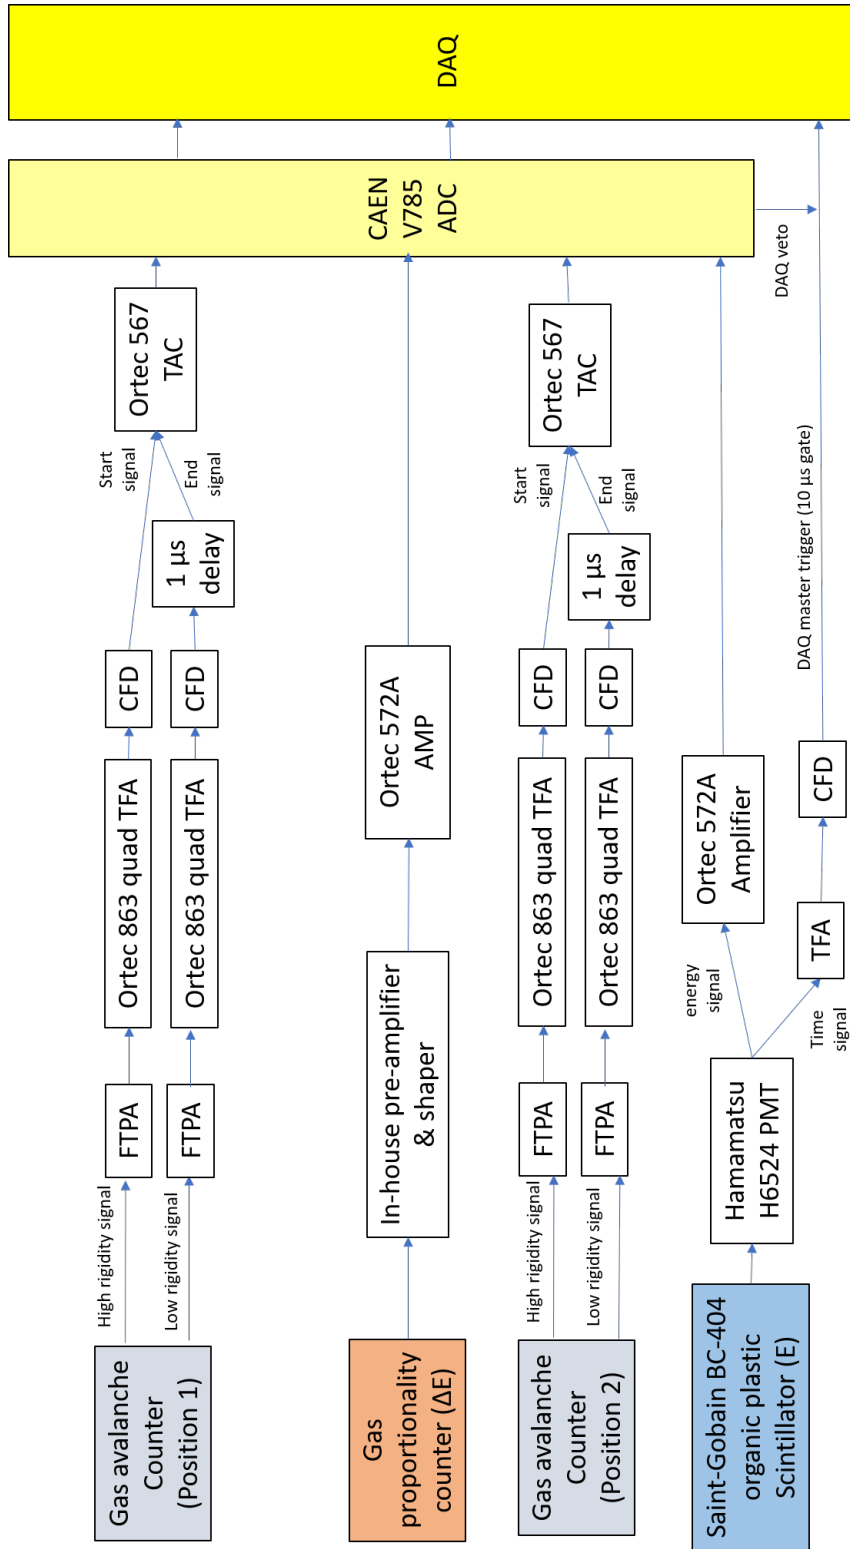 Gas avalanche
Counter
(Position 1)
High rigidity signal
Low rigidity signal
FTPA
FTPA
Ortec 863 quad TFA
Ortec 863 quad TFA
CFD
CFD
1 µs
delay
Start
signal
End
signal
Ortec 567
TAC
Gas
proportionality
counter (ΔE)
In-house pre-amplifier
& shaper
Ortec 572A
AMP
Gas avalanche
Counter
(Position 2)
High rigidity signal
Low rigidity signal
FTPA
FTPA
Ortec 863 quad TFA
Ortec 863 quad TFA
CFD
CFD
1 µs
delay
Start
signal
End
signal
Ortec 567
TAC
Saint-Gobain BC-404
organic plastic
Scintillator (E)
Hamamatsu
H6524 PMT
energy
signal
Time
signal
Ortec 572A
Amplifier
TFA
CFD
DAQ master trigger (10 µs gate)
DAQ veto
CAEN
V785
ADC
DAQ